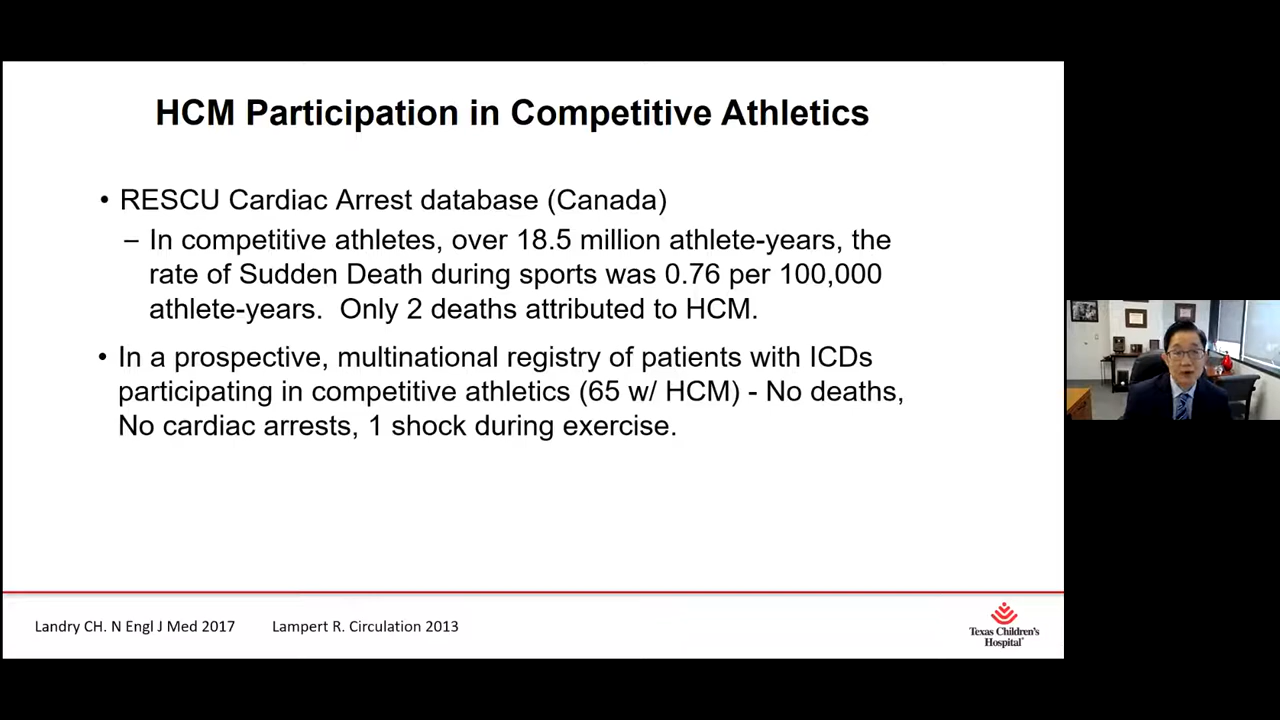 HCM Participation in Competitive Athletics
• RESCU Cardiac Arrest database (Canada)
– In competitive athletes, over 18.5 million athlete-years, the
rate of Sudden Death during sports was 0.76 per 100,000
athlete-years.  Only 2 deaths attributed to HCM.
• In a prospective, multinational registry of patients with ICDs
participating in competitive athletics (65 w/ HCM) - No deaths,
No cardiac arrests, 1 shock during exercise.
Landry CH. N Engl J Med 2017 Lampert R. Circulation 2013
Texas Children's
Hospital